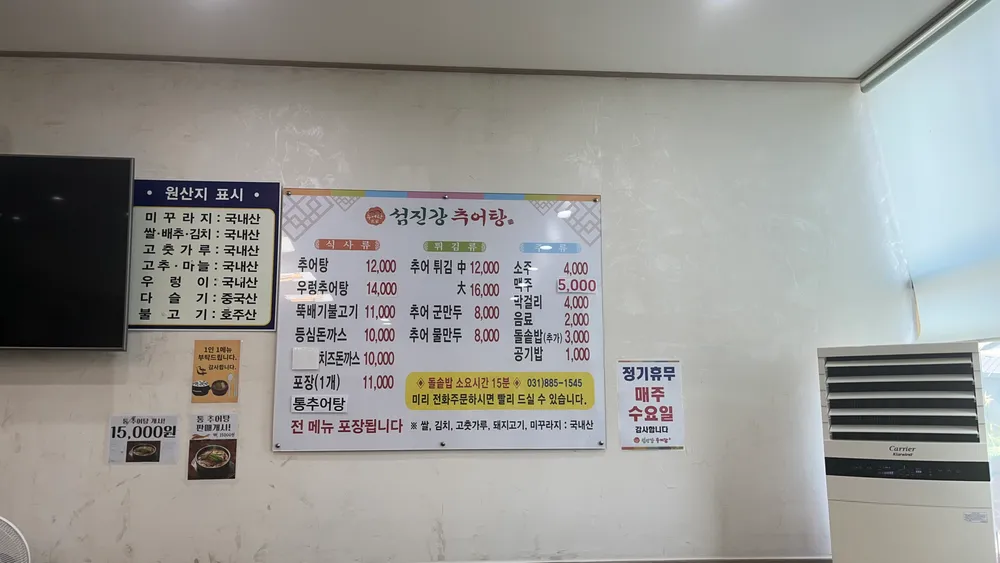 • 원산지 표시 •
미꾸라지 : 국내산
쌀·배추·김치 : 국내산
고춧가루 : 국내산
고추·마늘 : 국내산
우렁이 : 국내산
다슬기 : 중국산
불고기 : 호주산
1인 1메뉴
부탁드립니다.
감사합니다.
통 추어탕 개시!
15,000원
통 추어탕
판매개시!
섬진강 추어탕
식사류
추어탕 12,000
우렁추어탕 14,000
뚝배기불고기 11,000
등심돈까스 10,000
치즈돈까스 10,000
포장(1개) 11,000
통추어탕
튀김류
추어 튀김 中 12,000
大 16,000
추어 군만두 8,000
추어 물만두 8,000
류
소주 4,000
맥주 5,000
막걸리 4,000
음료 2,000
돌솥밥(추가) 3,000
공기밥 1,000
돌솥밥 소요시간 15분 031)885-1545
미리 전화주문하시면 빨리 드실 수 있습니다.
전 메뉴 포장됩니다 ※ 쌀, 김치, 고춧가루, 돼지고기, 미꾸라지 : 국내산
정기휴무
매주
수요일
감사합니다
섬진강 추어탕
Carrier
Klarwind